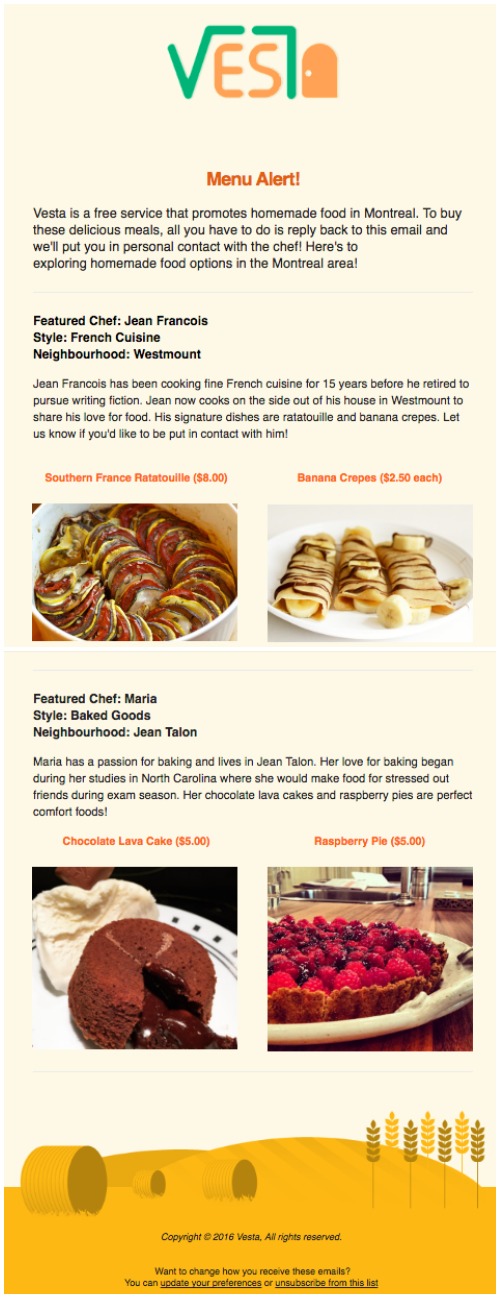 VESTa
Menu Alert!
Vesta is a free service that promotes homemade food in Montreal. To buy
these delicious meals, all you have to do is reply back to this email and
we'll put you in personal contact with the chef! Here's to
exploring homemade food options in the Montreal area!
Featured Chef: Jean Francois
Style: French Cuisine
Neighbourhood: Westmount
Jean Francois has been cooking fine French cuisine for 15 years before he retired to
pursue writing fiction. Jean now cooks on the side out of his house in Westmount to
share his love for food. His signature dishes are ratatouille and banana crepes. Let
us know if you'd like to be put in contact with him!
Southern France Ratatouille ($8.00)
Banana Crepes ($2.50 each)
Featured Chef: Maria
Style: Baked Goods
Neighbourhood: Jean Talon
Maria has a passion for baking and lives in Jean Talon. Her love for baking began
during her studies in North Carolina where she would make food for stressed out
friends during exam season. Her chocolate lava cakes and raspberry pies are perfect
comfort foods!
Chocolate Lava Cake ($5.00)
Raspberry Pie ($5.00)
Copyright © 2016 Vesta, All rights reserved.
Want to change how you receive these emails?
You can update your preferences or unsubscribe from this list